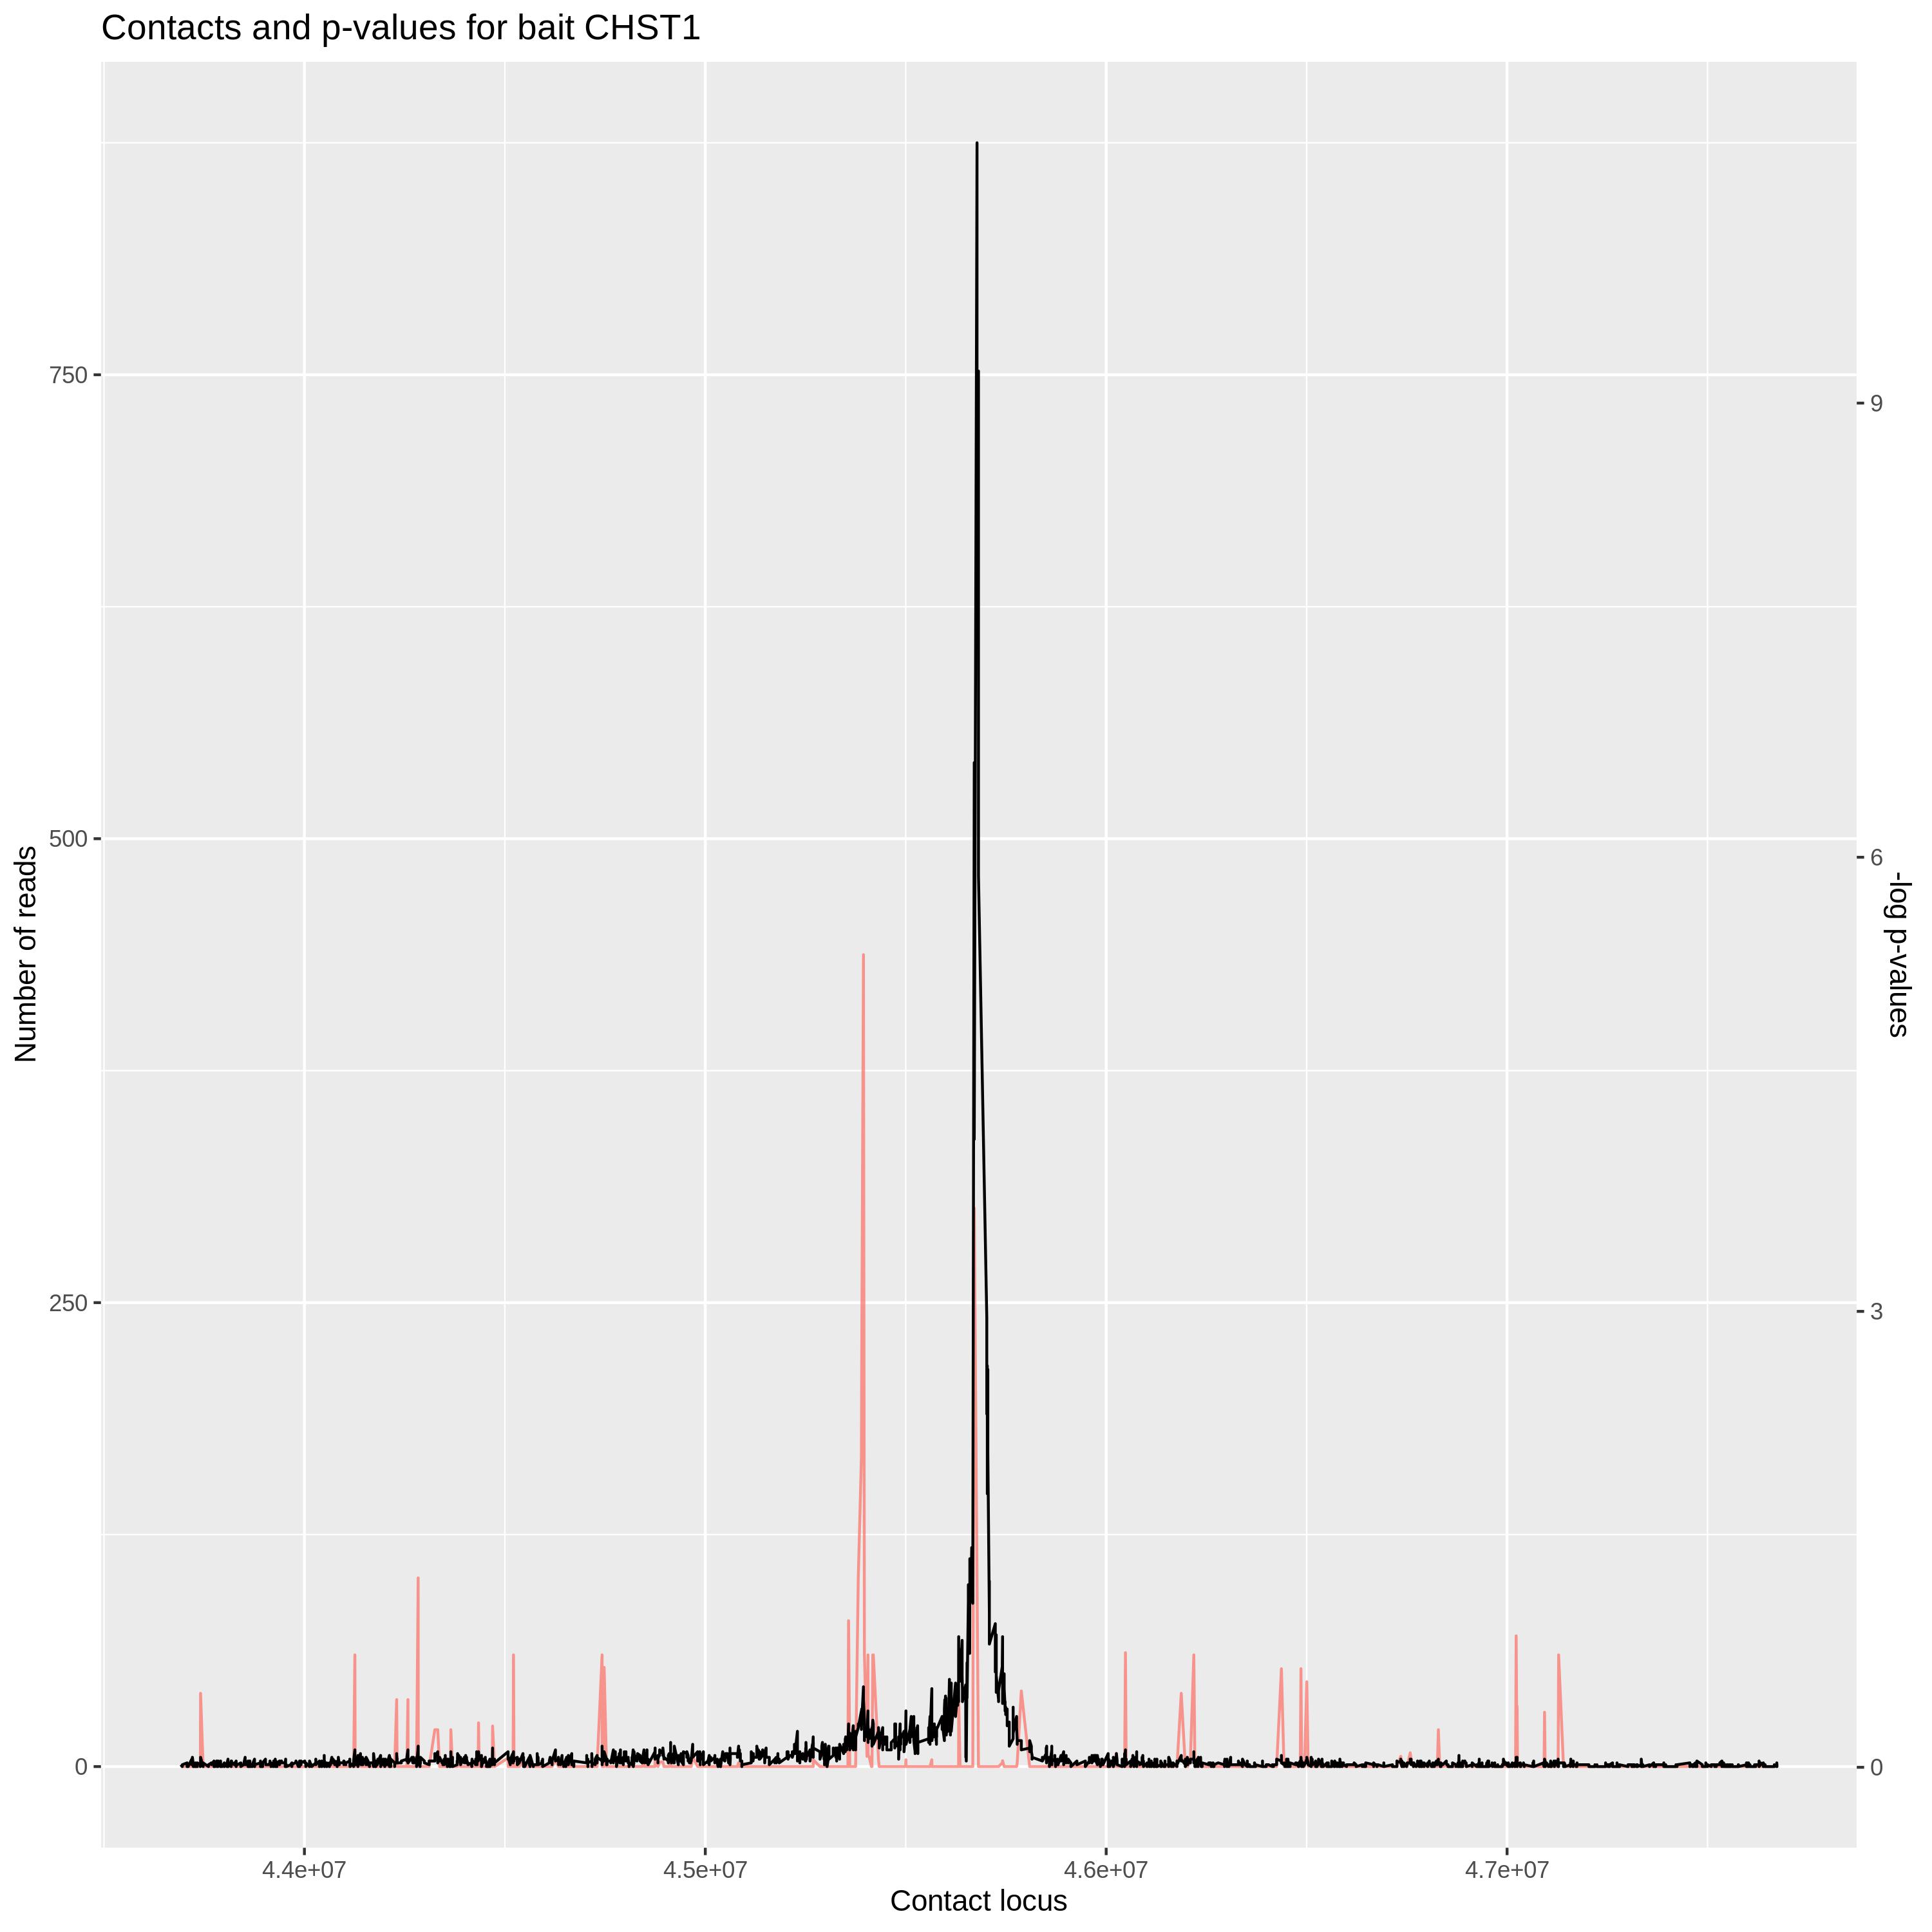 Contacts and p-values for bait CHST1
750
500
250
0
9
6
3
0
Number of reads
-log p-values
4.4e+07
4.5e+07
4.6e+07
4.7e+07
Contact locus